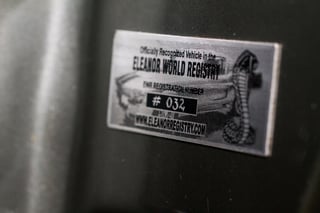 Officially Recognized Vehicle in the
ELEANOR WORLD REGISTRY
EWR REGISTRATION NUMBER
# 032
WWW.ELEANORREGISTRY.COM